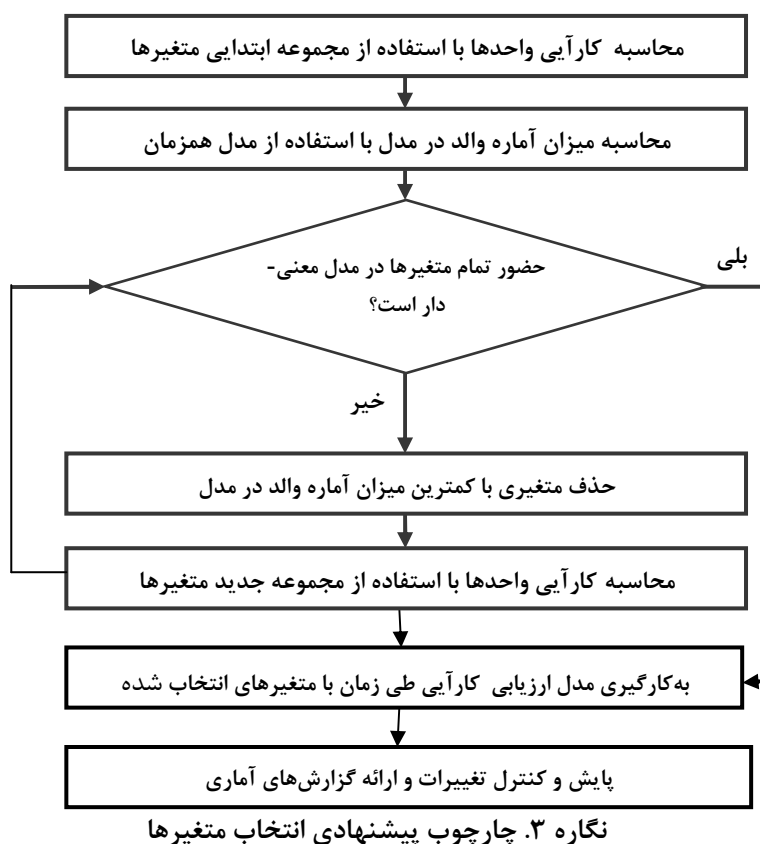 محاسبه کارآیی واحدها با استفاده از مجموعه ابتدایی متغیرها
محاسبه میزان آماره والد در مدل با استفاده از مدل همزمان
حضور تمام متغیرها در مدل معنی-
دار است؟
بلی
خیر
حذف متغیری با کمترین میزان آماره والد در مدل
محاسبه کارآیی واحدها با استفاده از مجموعه جدید متغیرها
به‌کارگیری مدل ارزیابی کارآیی طی زمان با متغیرهای انتخاب شده
پایش و کنترل تغییرات و ارائه گزارش‌های آماری
نگاره ۳. چارچوب پیشنهادی انتخاب متغیرها